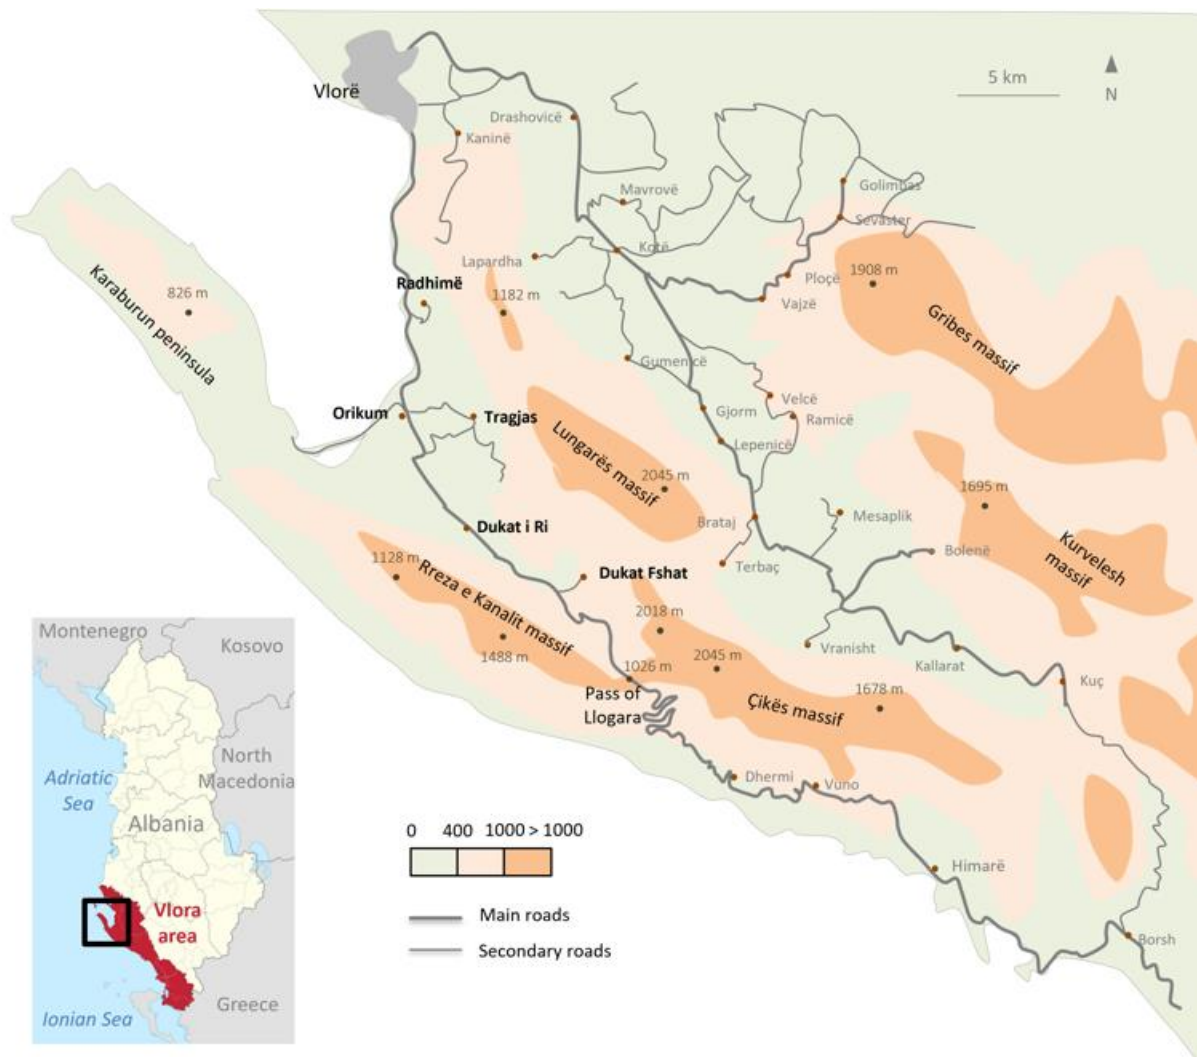 Vlorë
5 km
N
Drashovicë
Kaninë
Golimbas
Mavrovë
Sevaster
Kotë
Lapardha
Karaburun peninsula
826 m
Radhimë
1182 m
Ploçë
1908 m
Vajzë
Gribes massif
Gumenicë
Velcë
Orikum
Tragjas
Gjorm
Ramicë
Lungarës massif
Lepenicë
2045 m
1695 m
Brataj
Mesaplik
Dukat i Ri
Kurvelesh
massif
Bolenë
1128 m
Rreza e Kanalit massif
Dukat Fshat
Terbaç
2018 m
1488 m
Vranisht
Kallarat
1026 m
2045 m
Kuç
Pass of
Llogara
Çikës massif
1678 m
Dhermi
Vuno
Himarë
Borsh
0 400 1000 > 1000
Main roads
Secondary roads
Montenegro
Kosovo
North
Macedonia
Adriatic
Sea
Albania
Vlora
area
Greece
Ionian Sea